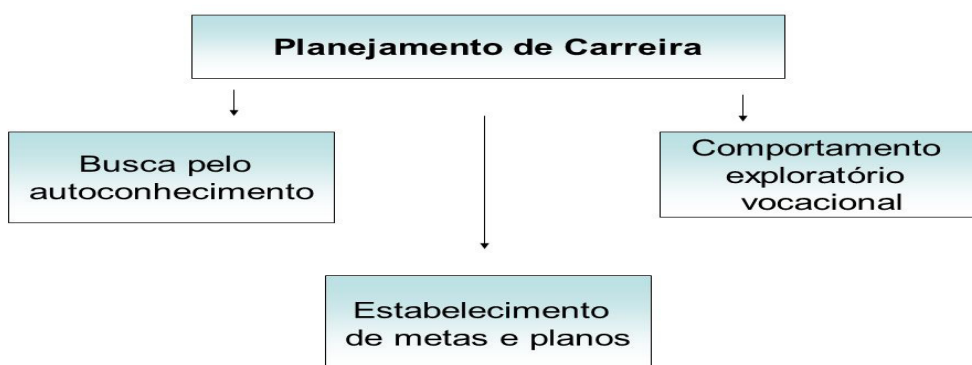 Planejamento de Carreira
Busca pelo
autoconhecimento
Comportamento
exploratório
vocacional
Estabelecimento
de metas e planos